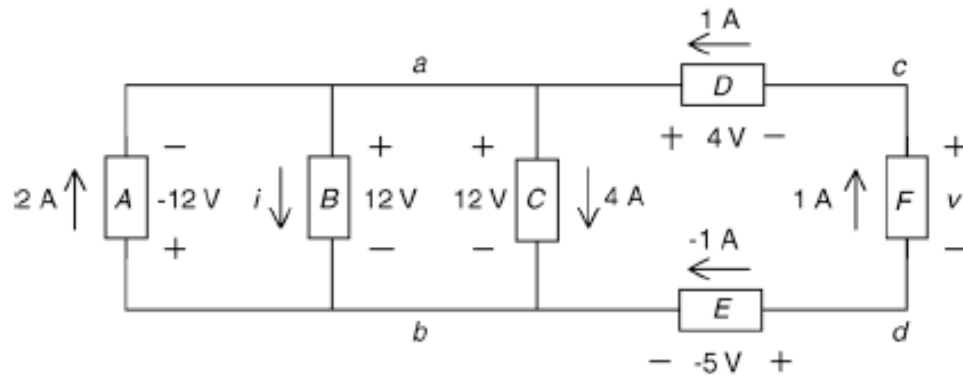 1 A
a
c
D
+ 4 V −
−
+
+
+
2 A
A
-12 V
i
B
12 V
12 V
C
4 A
1 A
F
v
+
−
−
−
-1 A
E
b
d
− -5 V +